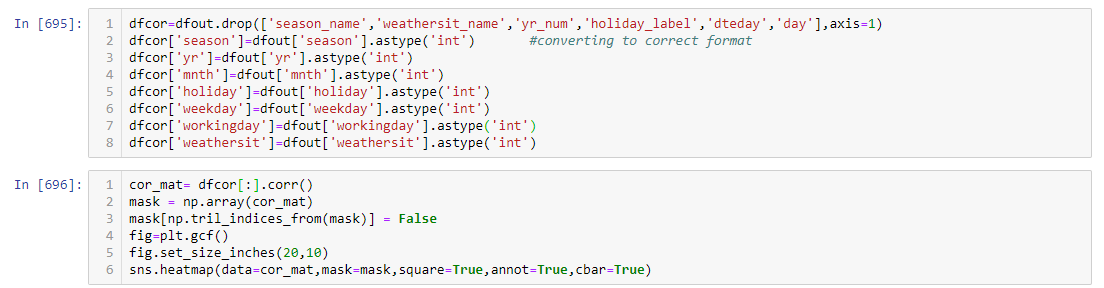 In [695]:
1 dfcor=dfout.drop(['season_name','weathersit_name','yr_num','holiday_label','dteday','day'],axis=1)
2 dfcor['season']=dfout['season'].astype('int')       #converting to correct format
3 dfcor['yr']=dfout['yr'].astype('int')
4 dfcor['mnth']=dfout['mnth'].astype('int')
5 dfcor['holiday']=dfout['holiday'].astype('int')
6 dfcor['weekday']=dfout['weekday'].astype('int')
7 dfcor['workingday']=dfout['workingday'].astype('int')
8 dfcor['weathersit']=dfout['weathersit'].astype('int')
In [696]:
1 cor_mat= dfcor[:].corr()
2 mask = np.array(cor_mat)
3 mask[np.tril_indices_from(mask)] = False
4 fig=plt.gcf()
5 fig.set_size_inches(20,10)
6 sns.heatmap(data=cor_mat,mask=mask,square=True,annot=True,cbar=True)